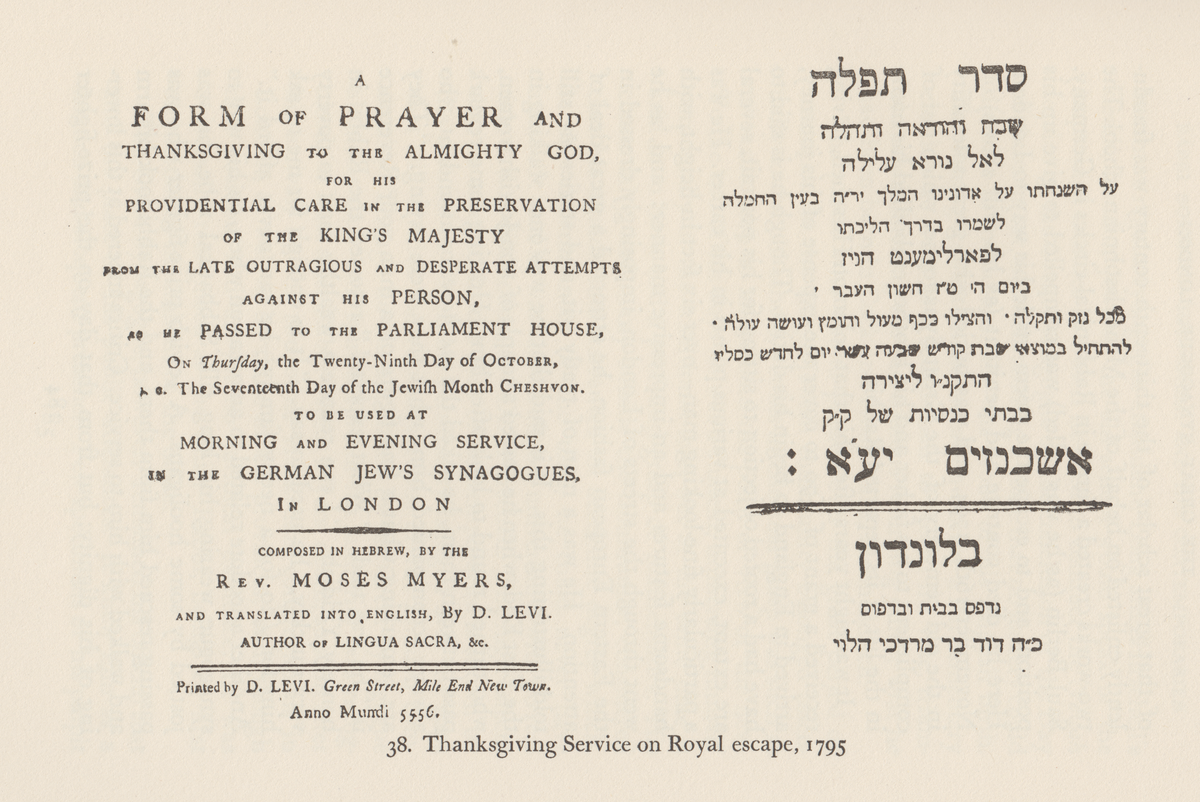 A
FORM OF PRAYER AND
THANKSGIVING TO THE ALMIGHTY GOD,
FOR HIS
PROVIDENTIAL CARE IN THE PRESERVATION
OF THE KING'S MAJESTY
FROM THE LATE OUTRAGIOUS AND DESPERATE ATTEMPTS
AGAINST HIS PERSON,
AS HE PASSED TO THE PARLIAMENT HOUSE,
ON Thurſday, the Twenty-Ninth Day of OCTOBER,
The Seventeenth Day of the Jewiſh Month CHESHVON.
TO BE USED AT
MORNING AND EVENING SERVICE,
IN THE GERMAN JEW'S SYNAGOGUES,
IN LONDON
COMPOSED IN HEBREW, BY THE
REV. MOSES MYERS,
AND TRANSLATED INTO ENGLISH, By D. LEVI.
AUTHOR OF LINGUA SACRA, &c.
Printed by D. LEVI. Green Street, Mile End New Town.
Anno Mundi 5556.
סדר תפלה
שבח והודאה ותהלה
לאל נורא עלילה
על השגחתו על אדונינו המלך יר״ה בעין החמלה
לשמרו בדרך הליכתו
לפארלימענט הויז
ביום ה׳ ט״ז חשון העבר ׳
מכל נזק ותקלה · והצילו מכף מעול וחומץ ועושה עולה ·
להתחיל במוצאי שבת קודש יום לחדש כסליו
התקנ״ו ליצירה
בבתי כנסיות של ק״ק
אשכנזים יע״א :
בלונדון
נדפס בבית ובדפוס
כ״ה דוד בר מרדכי הלוי
38. Thanksgiving Service on Royal escape, 1795